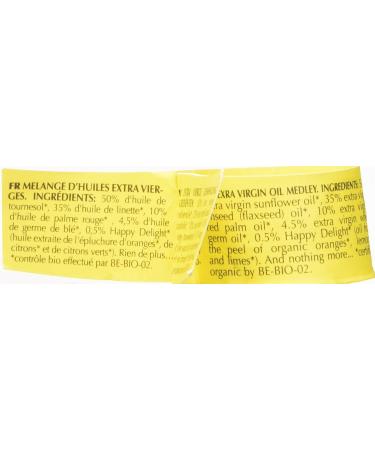 FR MELANGE D'HUILES EXTRA VIER-
GES. INGRÉDIENTS: 50% d'huile de
tournesol*, 35% d'huile de linette*, 10%
d'huile de palme rouge* , 4,5% d'huile
de germe de blé*, 0,5% Happy Delight*
(huile extraite de l'épluchure d'oranges*, de
citrons* et de citrons verts*). Rien de plus....
*contrôle bio effectué par BE-BIO-02.
EXTRA VIRGIN OIL MEDLEY. INGREDIENTS:
extra virgin sunflower oil*, 35% extra
(flaxseed) oil*, 10% extra
red palm oil*, 4.5% extra
germ oil*, 0.5% Happy Delight*
the peel of organic oranges*,
and limes*). And nothing more...
organic by BE-BIO-02.